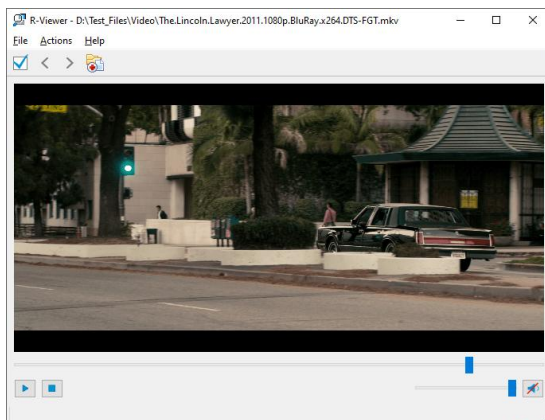 R-Viewer - D:\Test_Files\Video\The.Lincoln.Lawyer.2011.1080p.BluRay.x264.DTS-FGT.mkv
File Actions Help